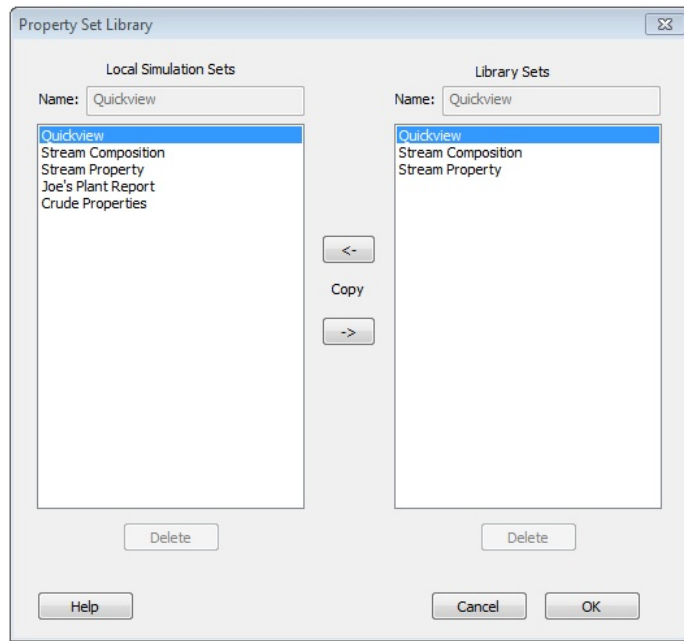 Property Set Library
Local Simulation Sets
Name: Quickview
Quickview
Stream Composition
Stream Property
Joe's Plant Report
Crude Properties
Delete
<-
Copy
->
Library Sets
Name: Quickview
Quickview
Stream Composition
Stream Property
Delete
Help
Cancel
OK